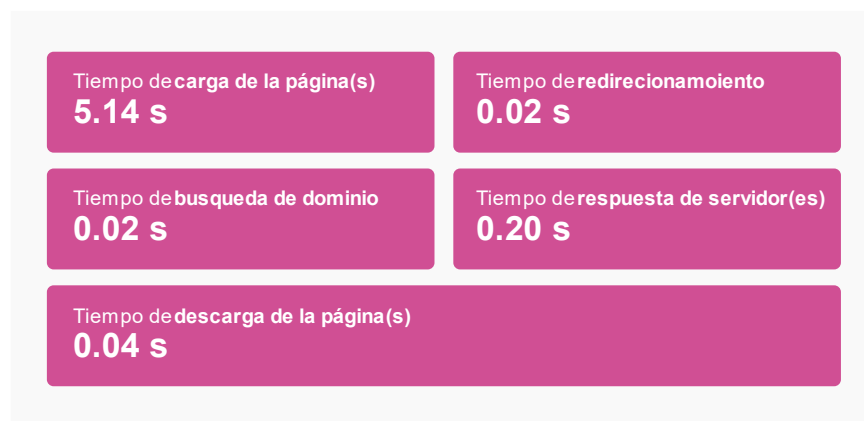 Tiempo de carga de la página(s)
5.14 s
Tiempo de redirecionamoiento
0.02 s
Tiempo de busqueda de dominio
0.02 s
Tiempo de respuesta de servidor(es)
0.20 s
Tiempo de descarga de la página(s)
0.04 s